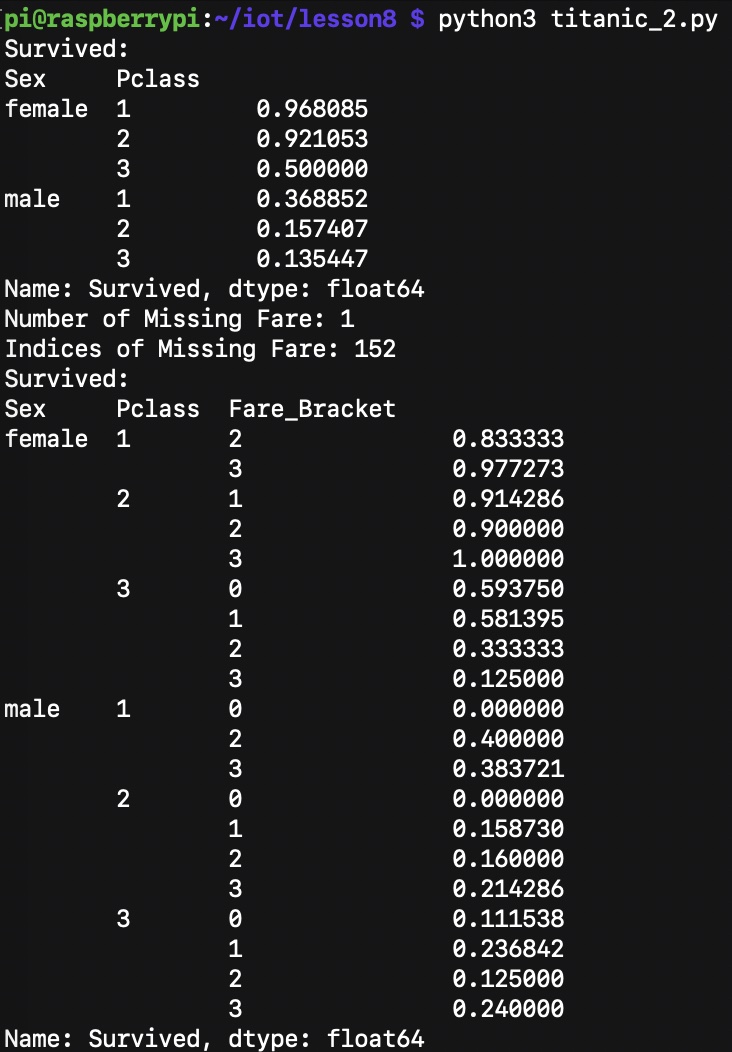 pi@raspberrypi:~/iot/lesson8 $ python3 titanic_2.py
Survived:
Sex     Pclass
female  1         0.968085
        2         0.921053
        3         0.500000
male    1         0.368852
        2         0.157407
        3         0.135447
Name: Survived, dtype: float64
Number of Missing Fare: 1
Indices of Missing Fare: 152
Survived:
Sex     Pclass  Fare_Bracket
female  1       2               0.833333
                3               0.977273
        2       1               0.914286
                2               0.900000
                3               1.000000
        3       0               0.593750
                1               0.581395
                2               0.333333
                3               0.125000
male    1       0               0.000000
                2               0.400000
                3               0.383721
        2       0               0.000000
                1               0.158730
                2               0.160000
                3               0.214286
        3       0               0.111538
                1               0.236842
                2               0.125000
                3               0.240000
Name: Survived, dtype: float64